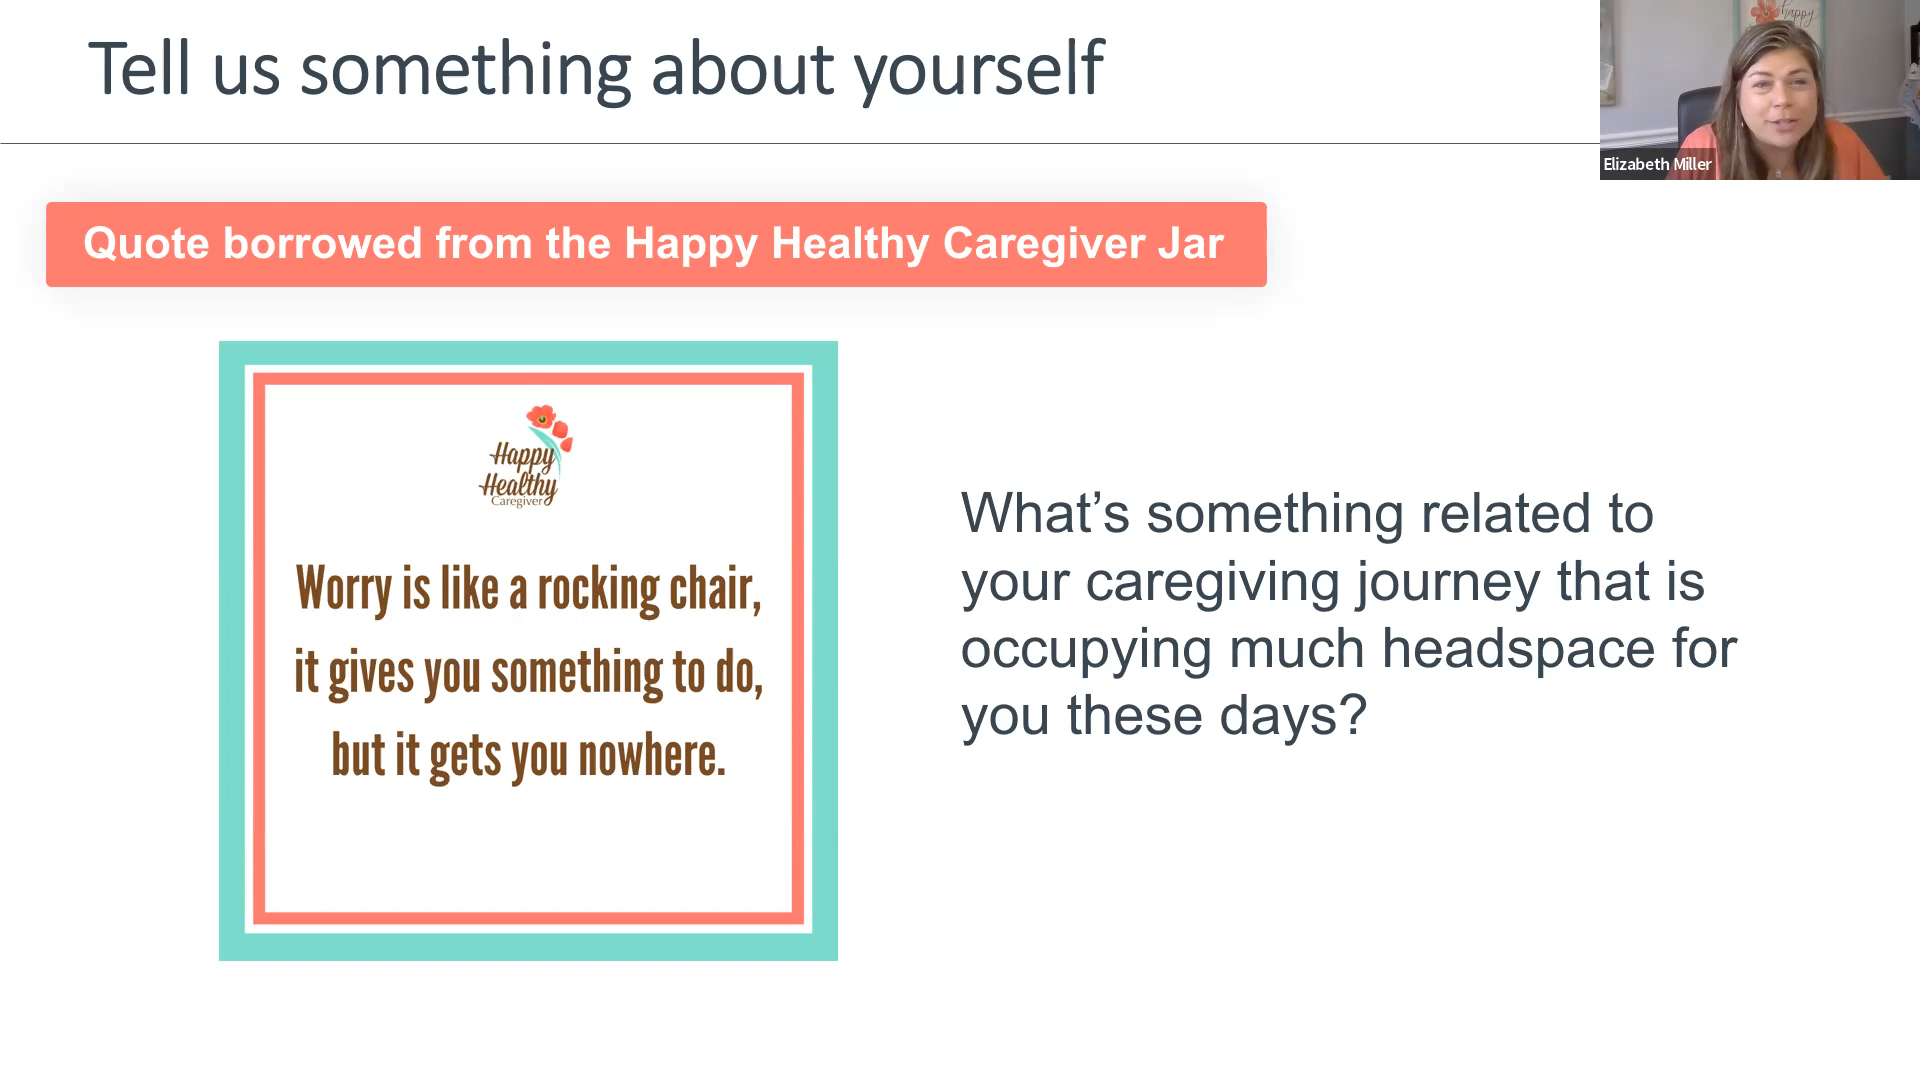 Tell us something about yourself
happy
Elizabeth Miller
Quote borrowed from the Happy Healthy Caregiver Jar
Happy
Healthy
Caregiver
Worry is like a rocking chair,
it gives you something to do,
but it gets you nowhere.
What’s something related to
your caregiving journey that is
occupying much headspace for
you these days?